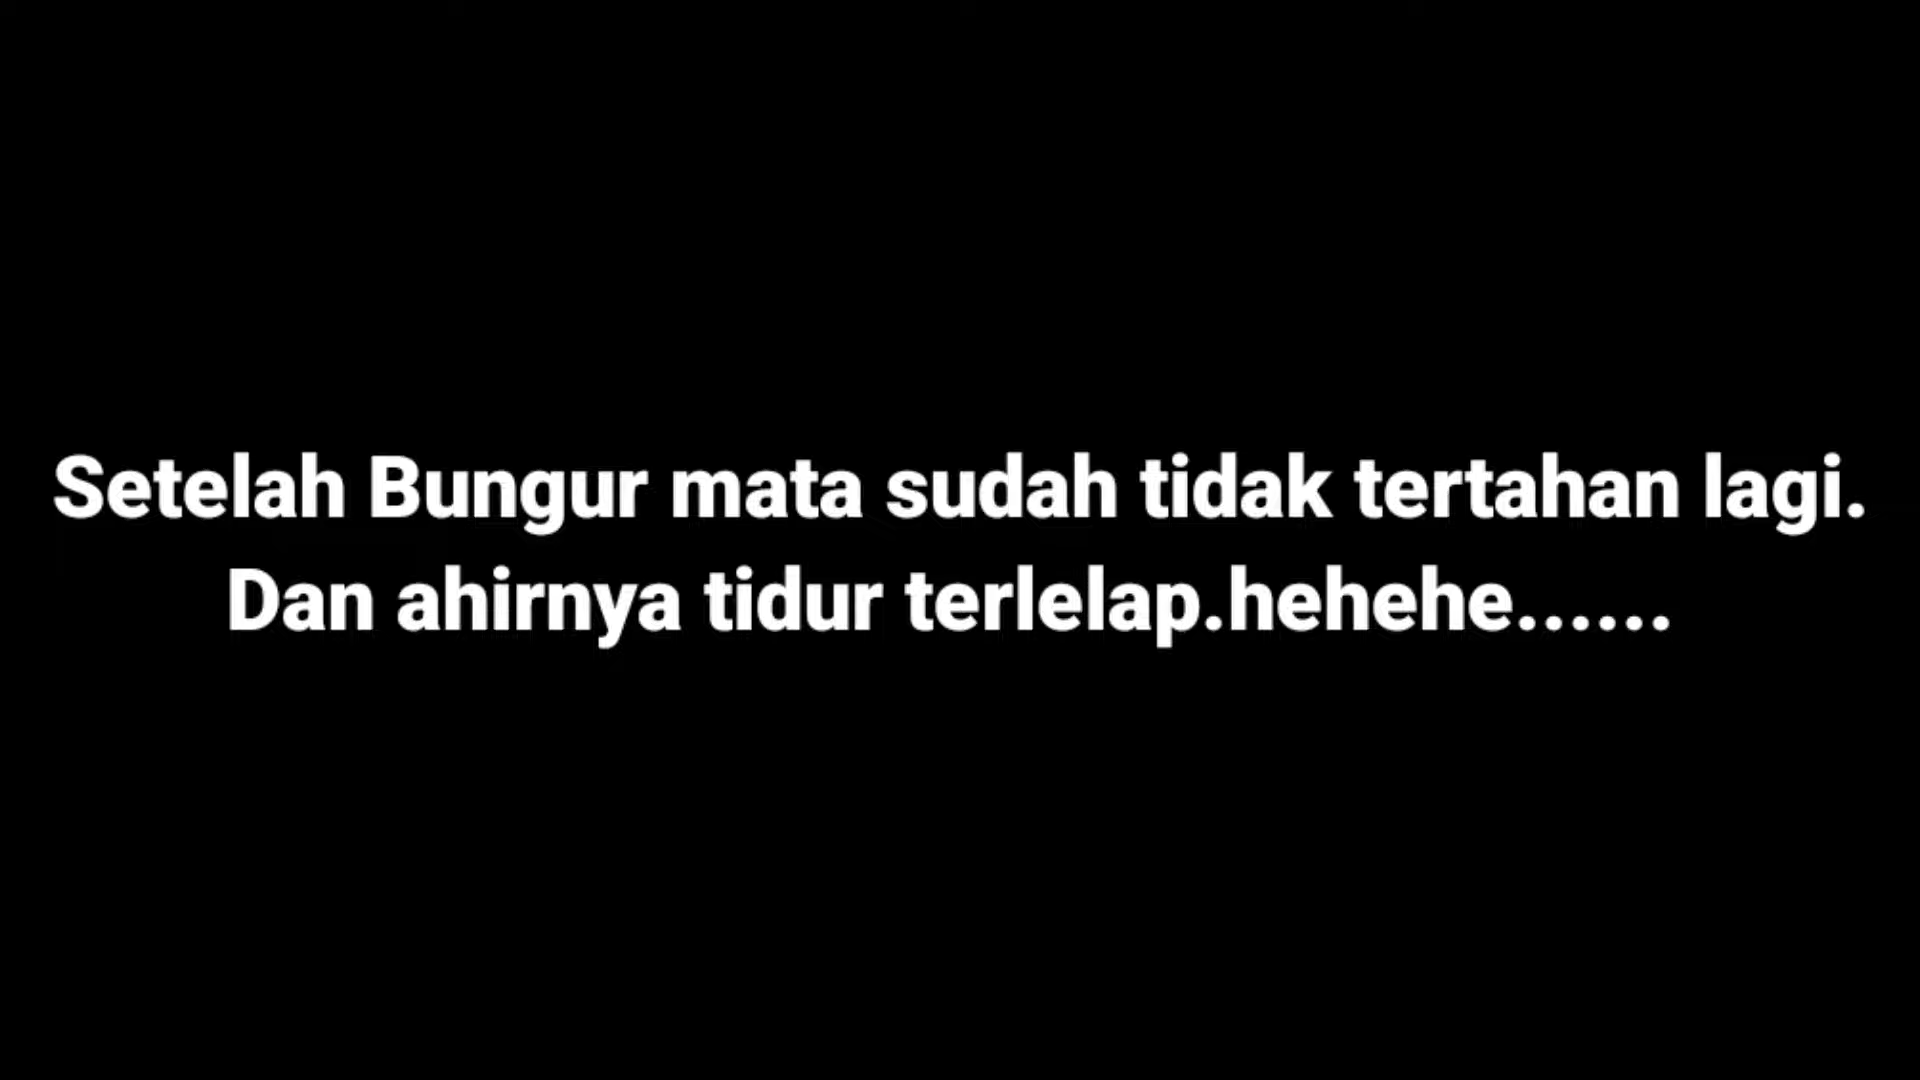 Setelah Bungur mata sudah tidak tertahan lagi.
Dan ahirnya tidur terlelap.hehehe......